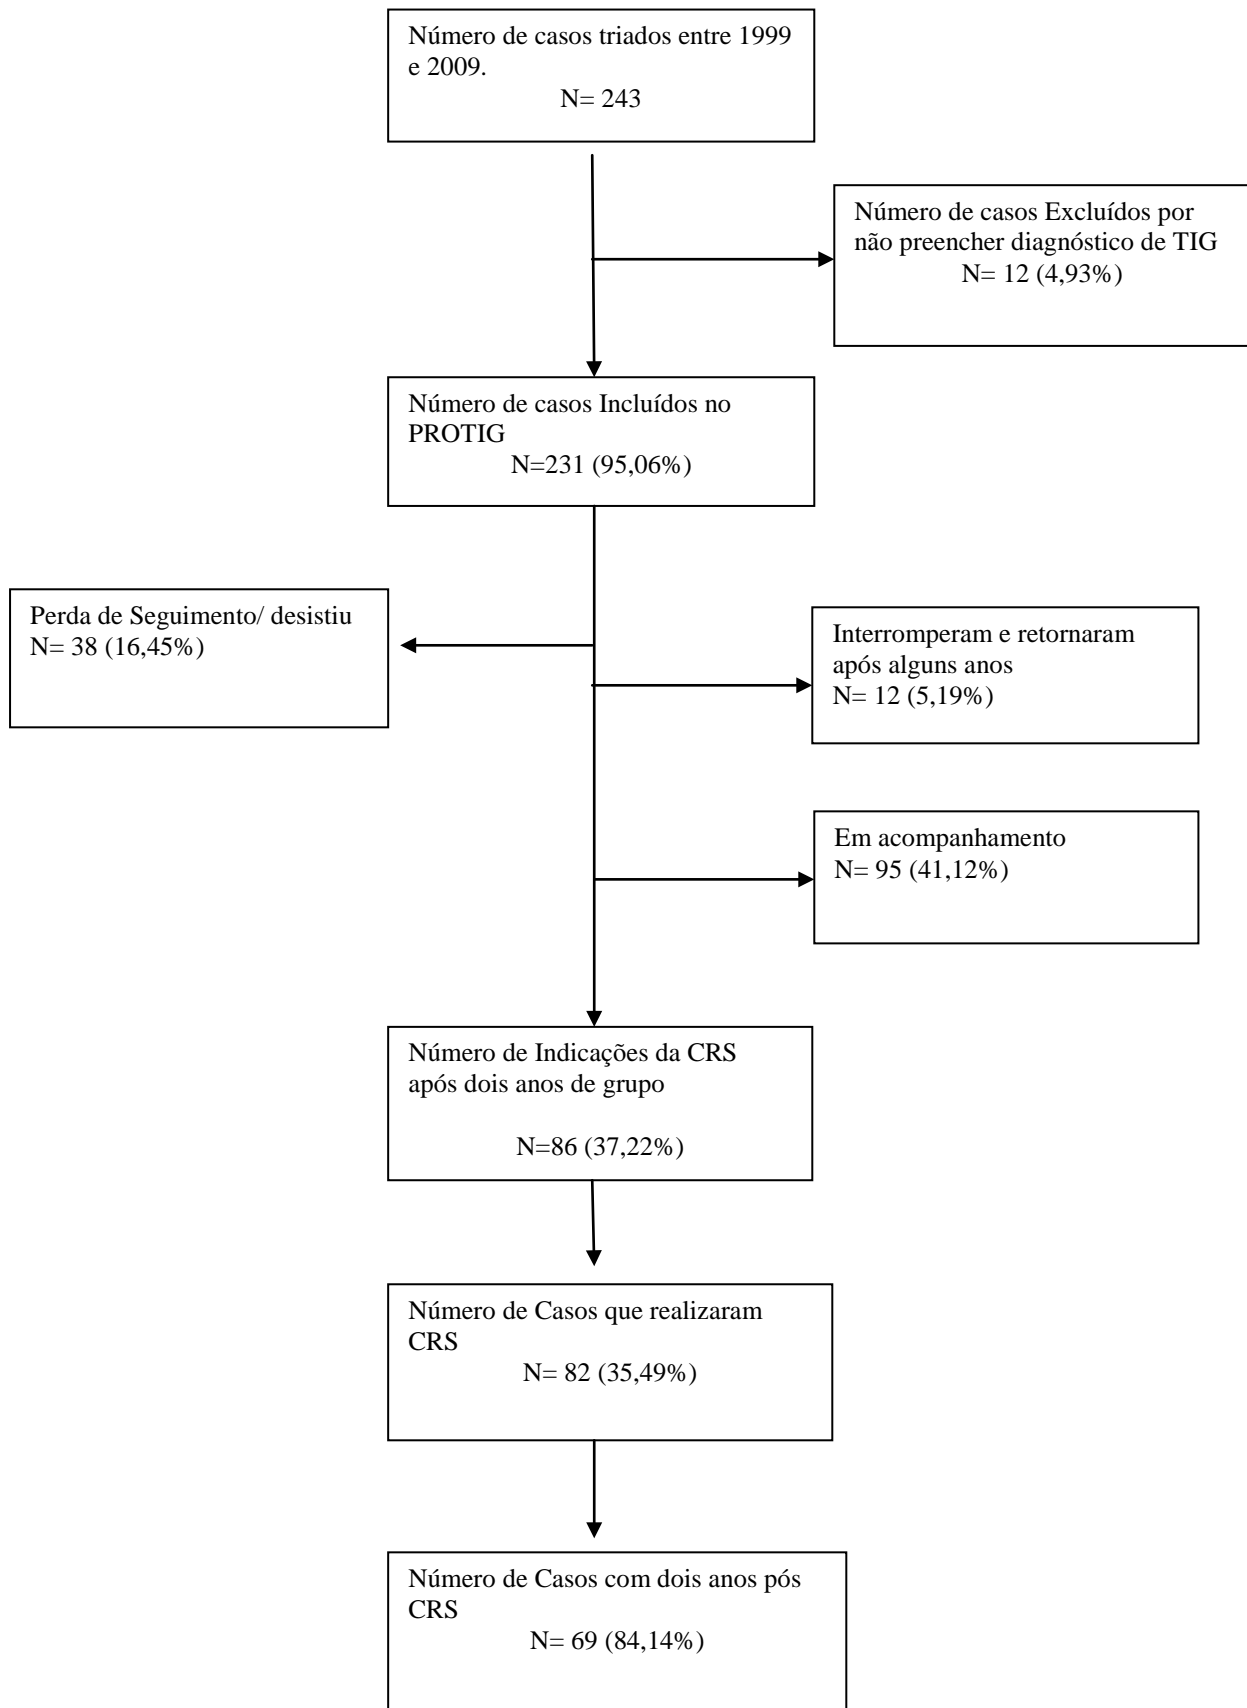 Número de casos triados entre 1999
e 2009.
N= 243
Número de casos Excluídos por
não preencher diagnóstico de TIG
N= 12 (4,93%)
Número de casos Incluídos no
PROTIG
N=231 (95,06%)
Perda de Seguimento/ desistiu
N= 38 (16,45%)
Interromperam e retornaram
após alguns anos
N= 12 (5,19%)
Em acompanhamento
N= 95 (41,12%)
Número de Indicações da CRS
após dois anos de grupo
N=86 (37,22%)
Número de Casos que realizaram
CRS
N= 82 (35,49%)
Número de Casos com dois anos pós
CRS
N= 69 (84,14%)